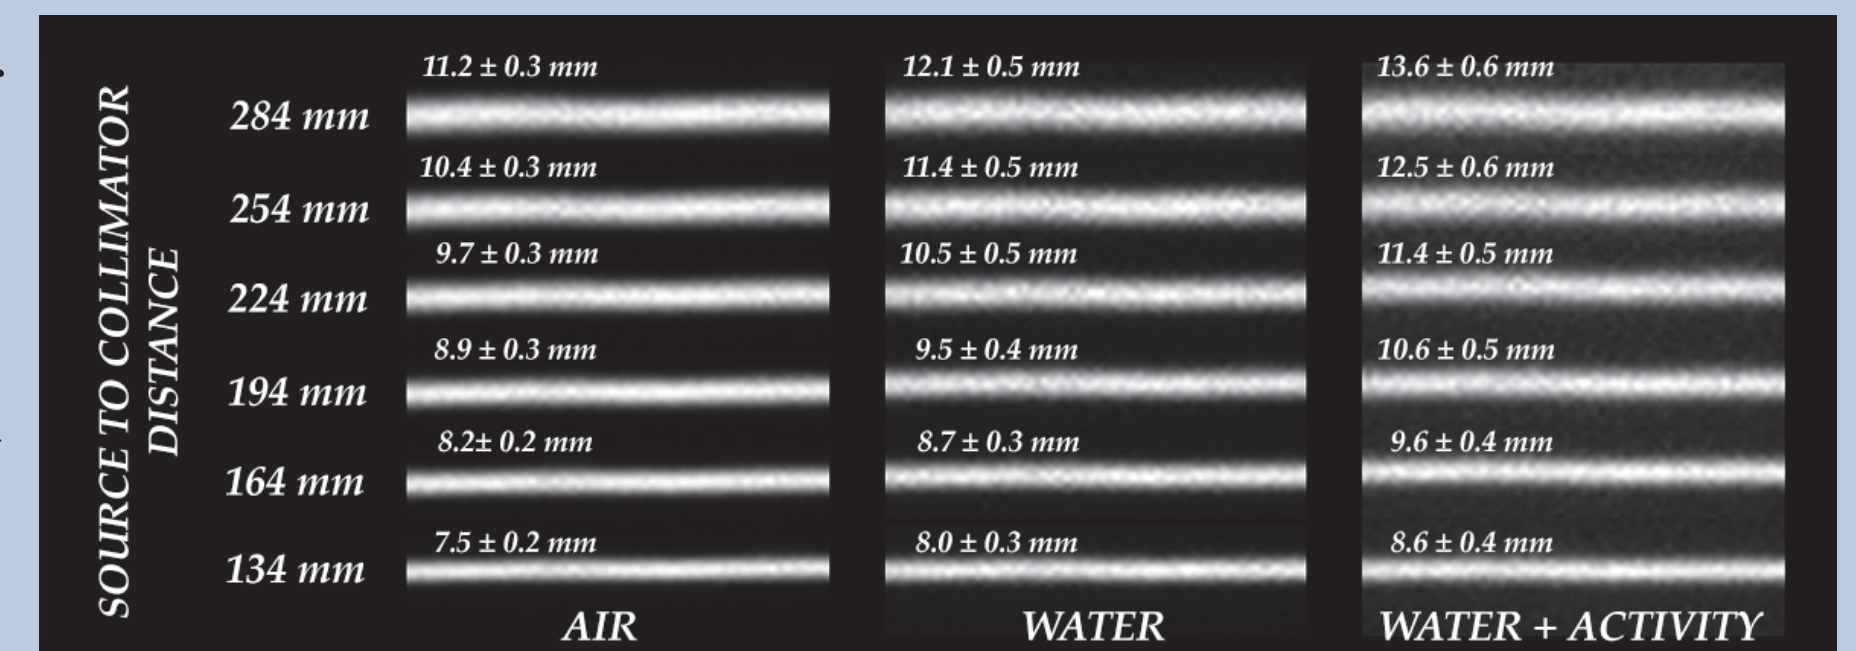 SOURCE TO COLLIMATOR
DISTANCE
11.2 ± 0.3 mm
12.1 ± 0.5 mm
13.6 ± 0.6 mm
284 mm
10.4 ± 0.3 mm
11.4 ± 0.5 mm
12.5 ± 0.6 mm
254 mm
9.7 ± 0.3 mm
10.5 ± 0.5 mm
11.4 ± 0.5 mm
224 mm
8.9 ± 0.3 mm
9.5 ± 0.4 mm
10.6 ± 0.5 mm
194 mm
8.2± 0.2 mm
8.7 ± 0.3 mm
9.6 ± 0.4 mm
164 mm
7.5 ± 0.2 mm
8.0 ± 0.3 mm
8.6 ± 0.4 mm
134 mm
AIR
WATER
WATER + ACTIVITY